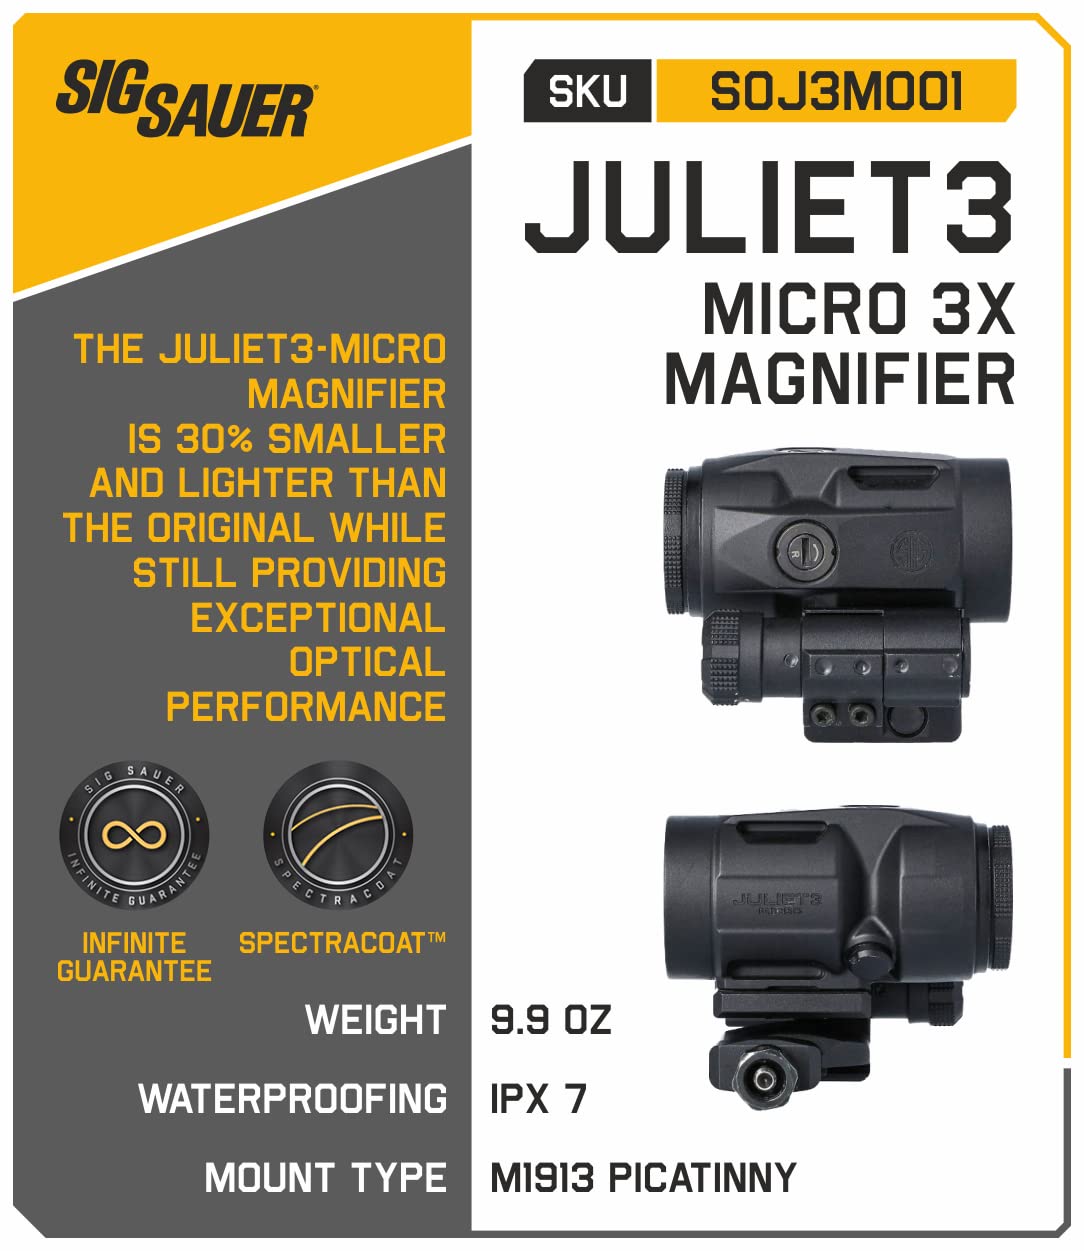 SIG SAUER®
SKU SOJ3M001
JULIET3
MICRO 3X
MAGNIFIER
THE JULIET3-MICRO
MAGNIFIER
IS 30% SMALLER
AND LIGHTER THAN
THE ORIGINAL WHILE
STILL PROVIDING
EXCEPTIONAL
OPTICAL
PERFORMANCE
R
SIG
JULIET3
MICRO
SIG SAUER
INFINITE GUARANTEE
SPECTRACOAT
INFINITE
GUARANTEE
SPECTRACOAT™
WEIGHT 9.9 OZ
WATERPROOFING IPX 7
MOUNT TYPE M1913 PICATINNY